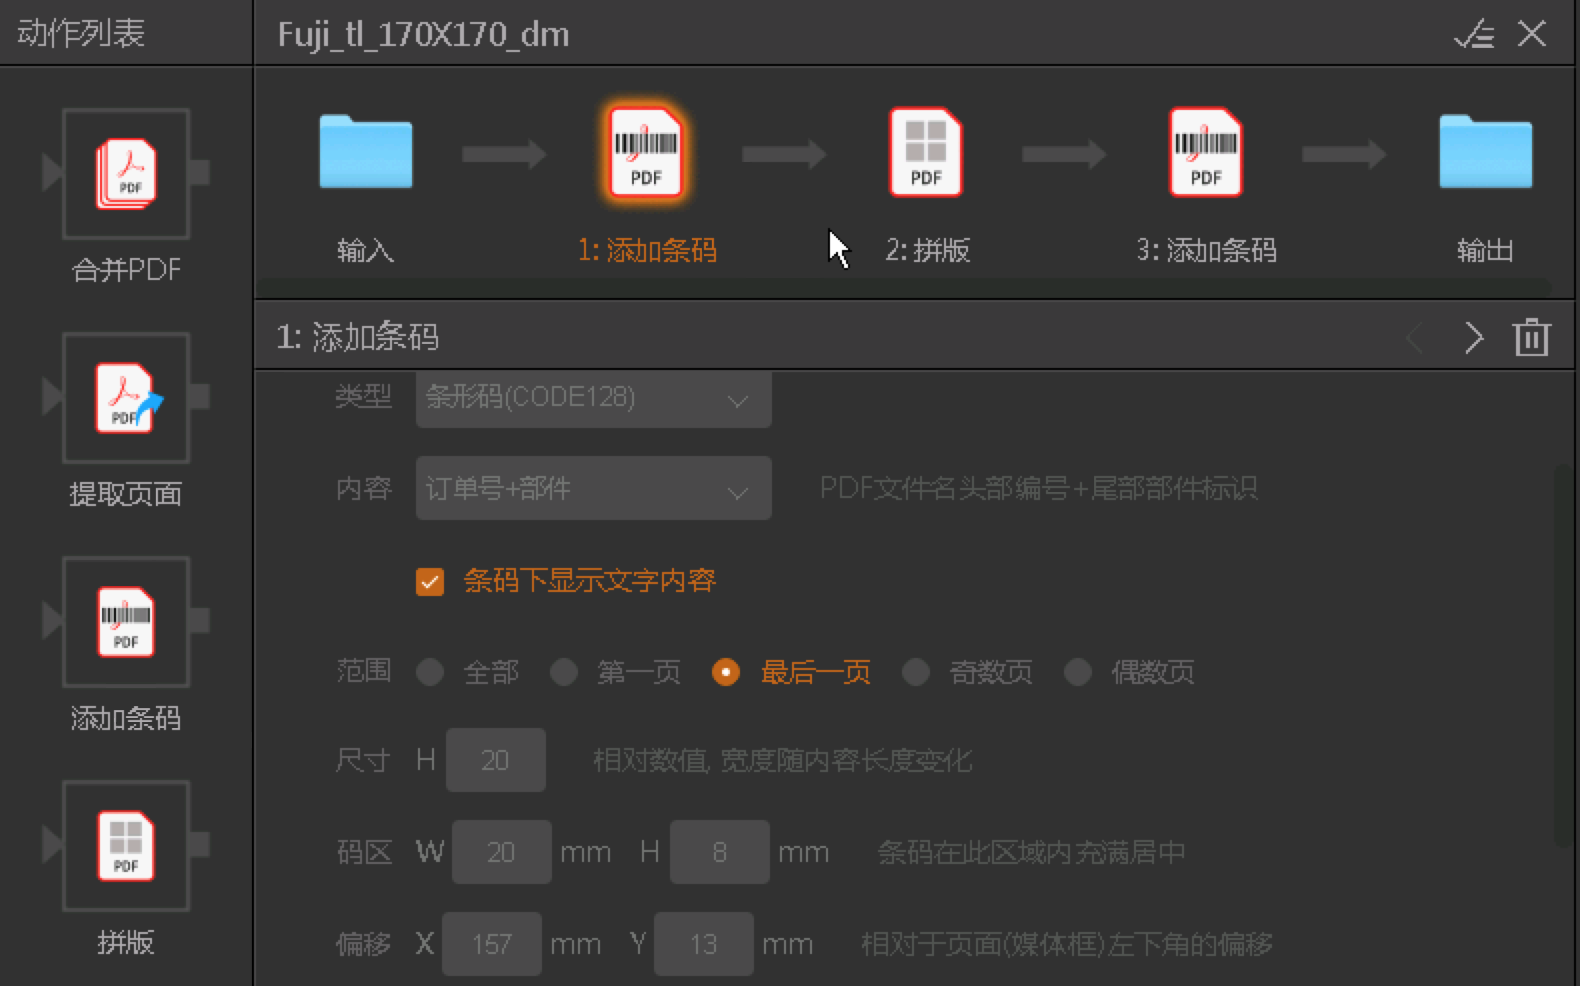 动作列表
Fuji_tl_170X170_dm
PDF
合并PDF
PDF
提取页面
PDF
添加条码
PDF
拼版
输入
PDF
1: 添加条码
PDF
2: 拼版
PDF
3: 添加条码
输出
1: 添加条码
类型 条形码(CODE128)
内容 订单号+部件 PDF文件名头部编号+尾部部件标识
条码下显示文字内容
范围 全部 第一页 最后一页 奇数页 偶数页
尺寸 H 20 相对数值, 宽度随内容长度变化
码区 W 20 mm H 8 mm 条码在此区域内充满居中
偏移 X 157 mm Y 13 mm 相对于页面(媒体框)左下角的偏移